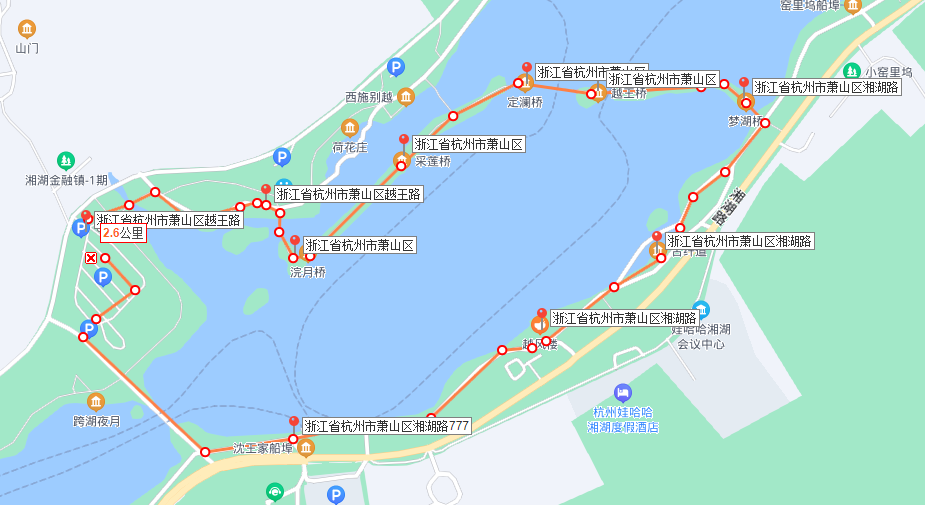 窑里坞船埠
山门
小窑里坞
浙江省杭州市萧山区
浙江省杭州市萧山区
浙江省杭州市萧山区湘湖路
西施别越
定澜桥
越王桥
梦湖桥
荷花庄
浙江省杭州市萧山区
采莲桥
湘湖金融镇-1期
浙江省杭州市萧山区越王路
湘湖路
浙江省杭州市萧山区越王路
2.6公里
浙江省杭州市萧山区
浙江省杭州市萧山区湘湖路
浣月桥
浙江省杭州市萧山区湘湖路
越风楼
娃哈哈湘湖
会议中心
跨湖夜月
杭州娃哈哈
湘湖度假酒店
浙江省杭州市萧山区湘湖路777
沈工家船埠